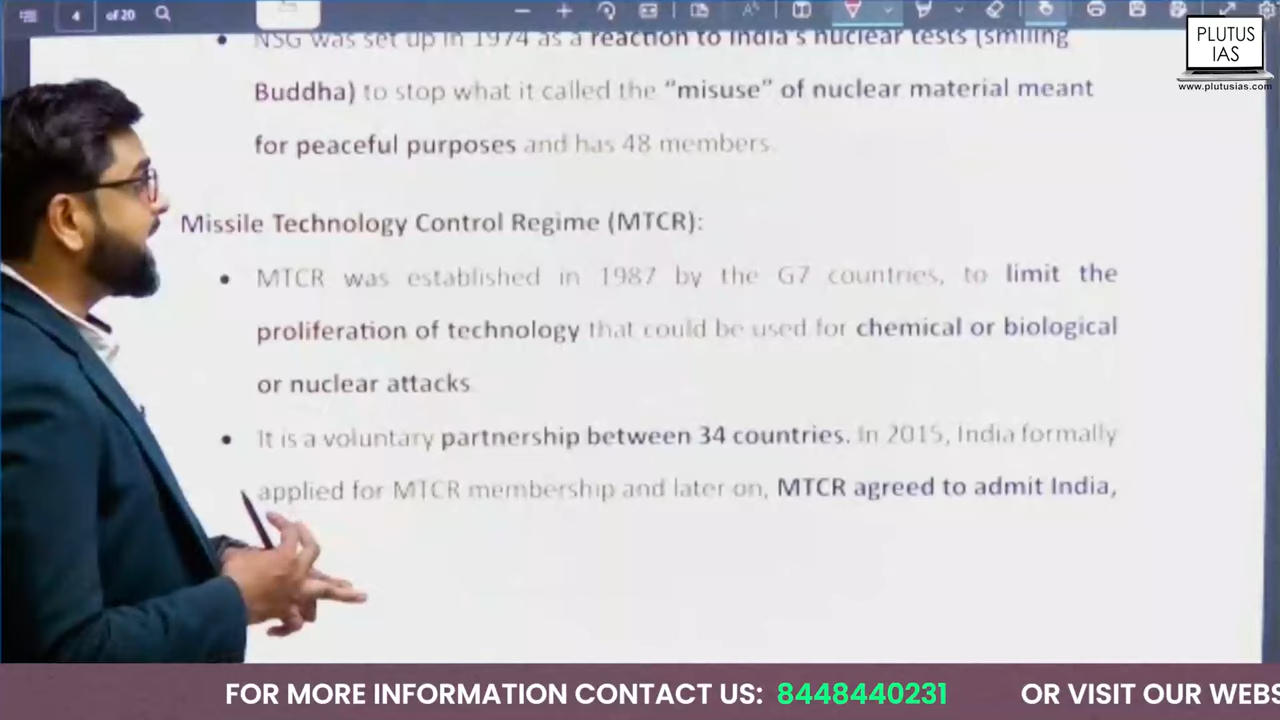 4 of 20
PLUTUS
IAS
www.plutusias.com
NSG was set up in 1974 as a reaction to India's nuclear tests (smiling
Buddha) to stop what it called the "misuse" of nuclear material meant
for peaceful purposes and has 48 members.
Missile Technology Control Regime (MTCR):
MTCR was established in 1987 by the G7 countries, to limit the
proliferation of technology that could be used for chemical or biological
or nuclear attacks
It is a voluntary partnership between 34 countries. In 2015, India formally
applied for MTCR membership and later on, MTCR agreed to admit India,
FOR MORE INFORMATION CONTACT US: 8448440231 OR VISIT OUR WEBS